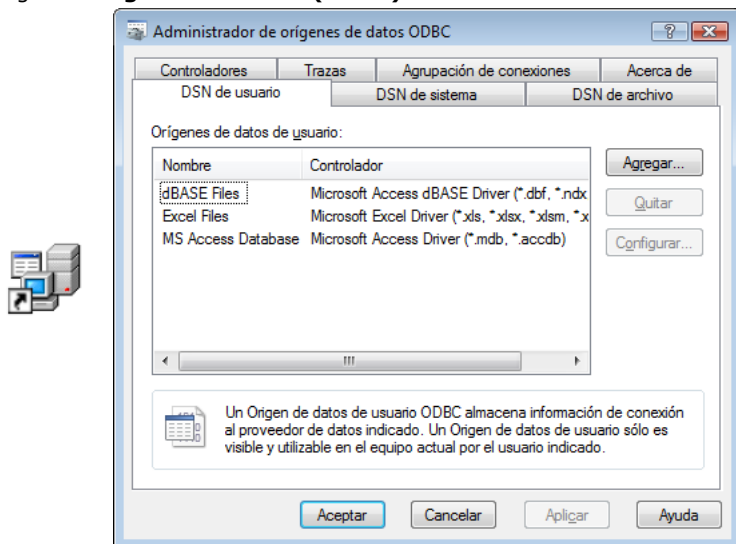 Administrador de orígenes de datos ODBC
Controladores Trazas Agrupación de conexiones Acerca de
DSN de usuario DSN de sistema DSN de archivo
Orígenes de datos de usuario:
Nombre Controlador
dBASE Files Microsoft Access dBASE Driver (*.dbf, *.ndx
Excel Files Microsoft Excel Driver (*.xls, *.xlsx, *.xlsm, *.x
MS Access Database Microsoft Access Driver (*.mdb, *.accdb)
Agregar...
Quitar
Configurar...
Un Origen de datos de usuario ODBC almacena información de conexión
al proveedor de datos indicado. Un Origen de datos de usuario sólo es
visible y utilizable en el equipo actual por el usuario indicado.
Aceptar Cancelar Aplicar Ayuda